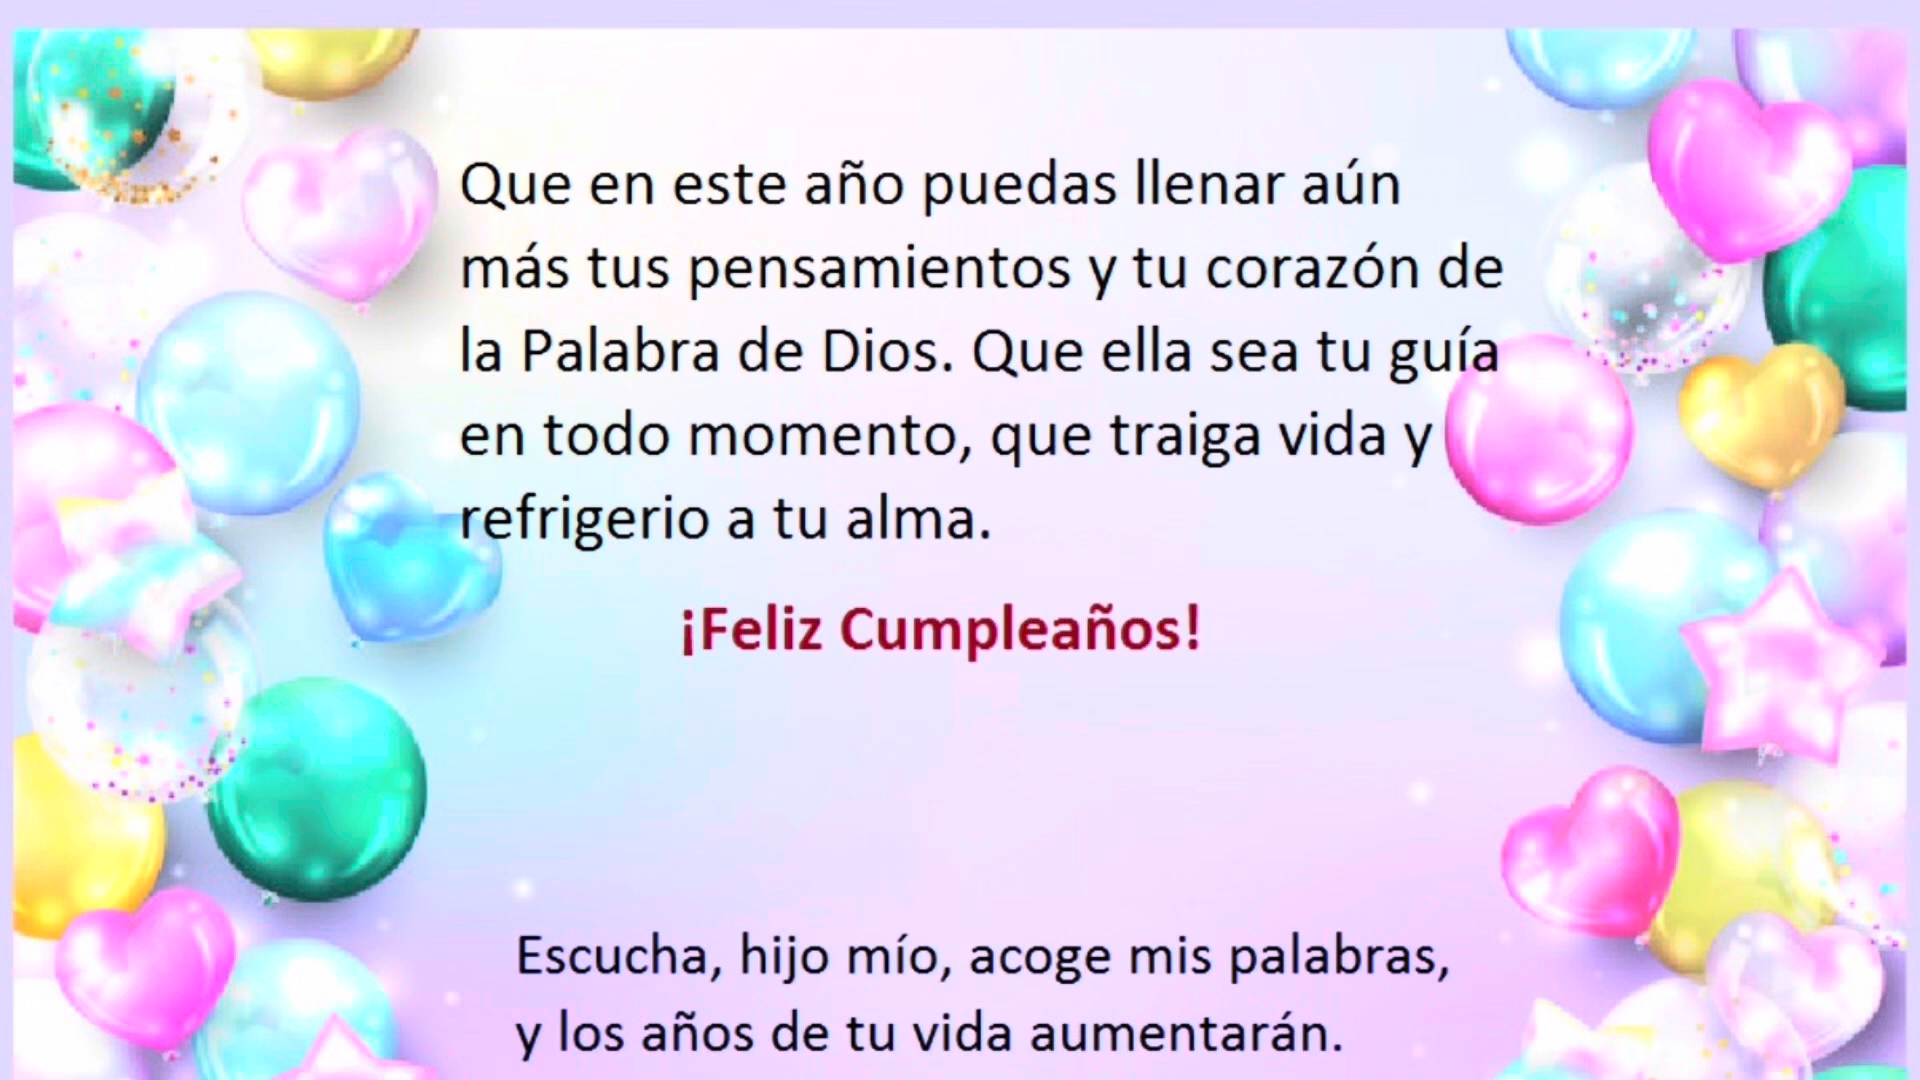 Que en este año puedas llenar aún
más tus pensamientos y tu corazón de
la Palabra de Dios. Que ella sea tu guía
en todo momento, que traiga vida y
refrigerio a tu alma.
¡Feliz Cumpleaños!
Escucha, hijo mío, acoge mis palabras,
y los años de tu vida aumentarán.